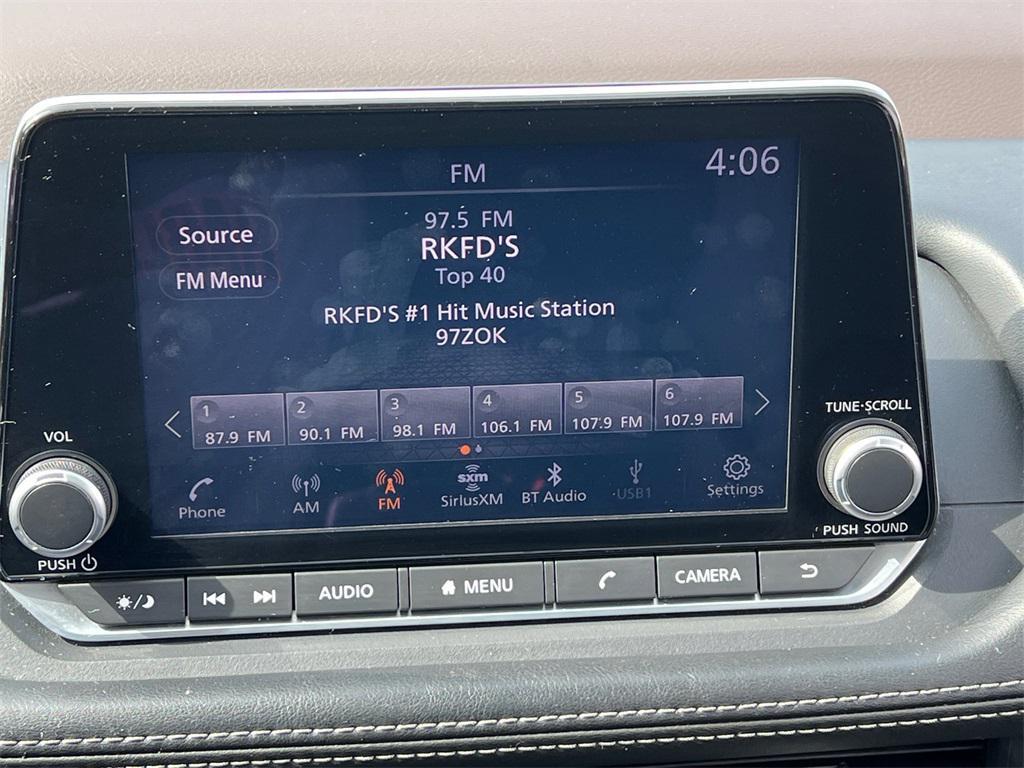 FM
4:06
Source
FM Menu
97.5 FM
RKFD'S
Top 40
RKFD'S #1 Hit Music Station
97ZOK
1
87.9 FM
2
90.1 FM
3
98.1 FM
4
106.1 FM
5
107.9 FM
6
107.9 FM
VOL
PUSH
TUNE·SCROLL
PUSH SOUND
Phone
AM
FM
sxm
SiriusXM
BT Audio
USB1
Settings
AUDIO
MENU
CAMERA